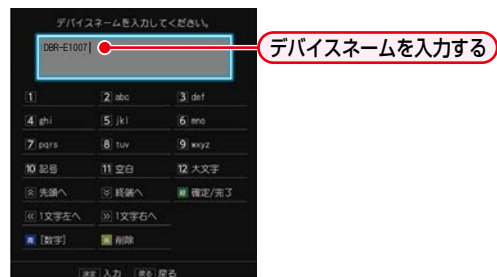 デバイスネームを入力してください。
DBR-E1007
デバイスネームを入力する
1 2 abc 3 def
4 ghi 5 jkl 6 mno
7 pqrs 8 tuv 9 wxyz
10 記号 11 空白 12 大文字
先頭へ 終端へ 緑 確定/完了
1文字左へ 1文字右へ
青 [数字] 黄 削除
決定 入力 戻る 戻る